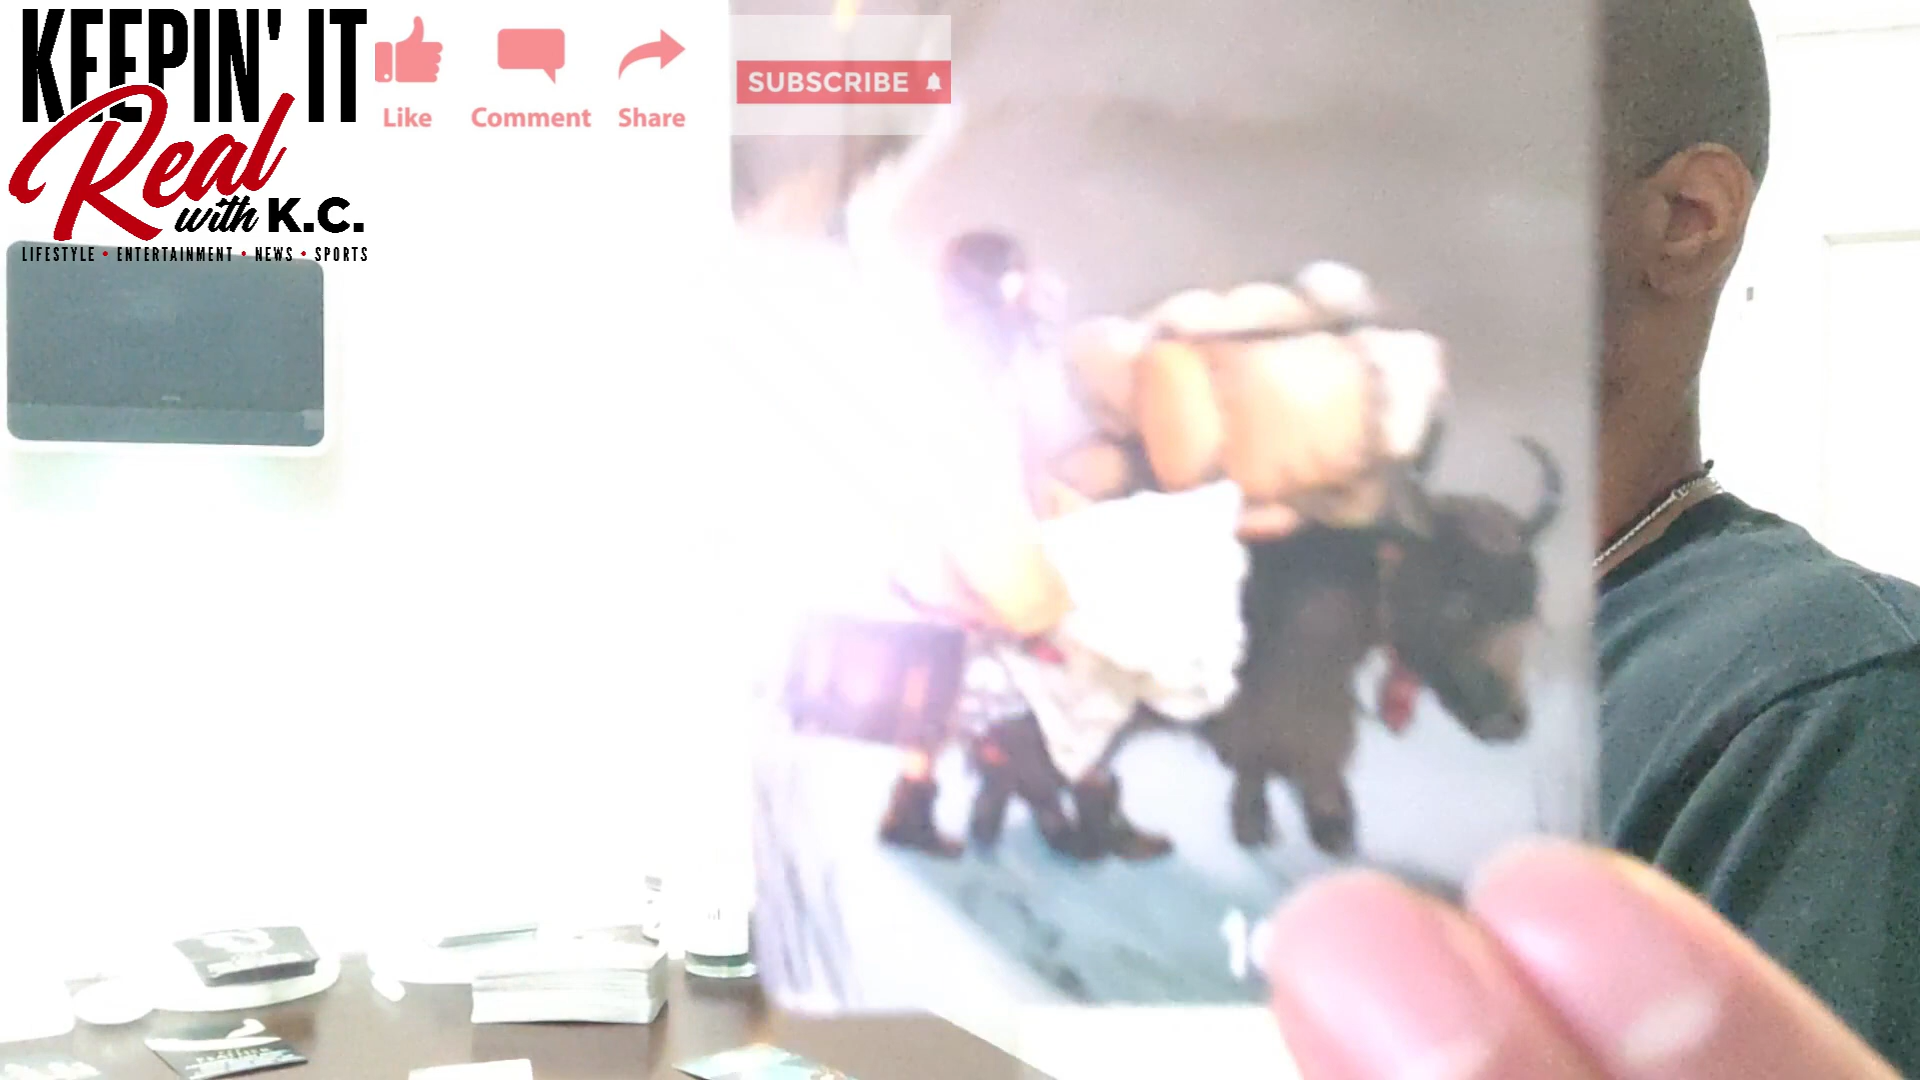 KEEPIN' IT
Real
with K.C.
LIFESTYLE • ENTERTAINMENT • NEWS • SPORTS
Like
Comment
Share
SUBSCRIBE